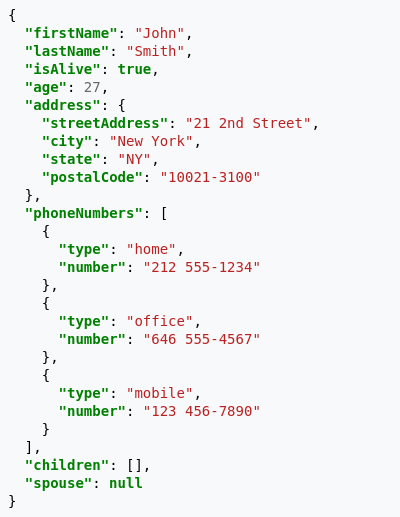 {
  "firstName": "John",
  "lastName": "Smith",
  "isAlive": true,
  "age": 27,
  "address": {
    "streetAddress": "21 2nd Street",
    "city": "New York",
    "state": "NY",
    "postalCode": "10021-3100"
  },
  "phoneNumbers": [
    {
      "type": "home",
      "number": "212 555-1234"
    },
    {
      "type": "office",
      "number": "646 555-4567"
    },
    {
      "type": "mobile",
      "number": "123 456-7890"
    }
  ],
  "children": [],
  "spouse": null
}